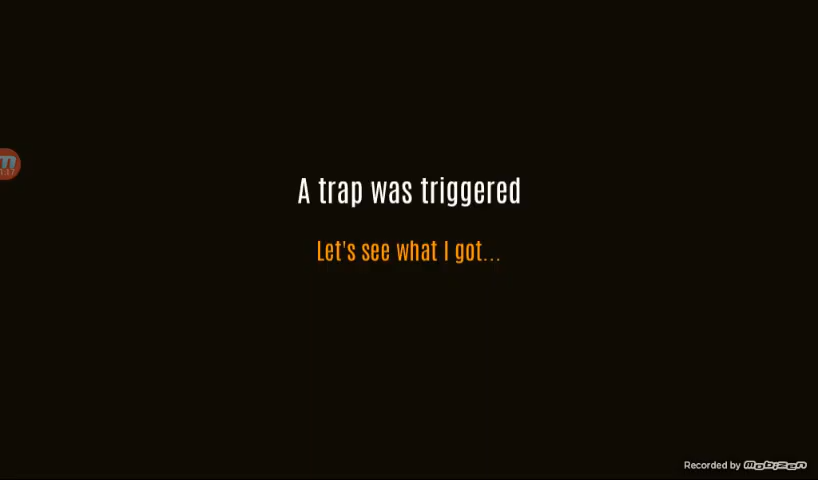 A trap was triggered
Let's see what I got...
Recorded by Mobizen